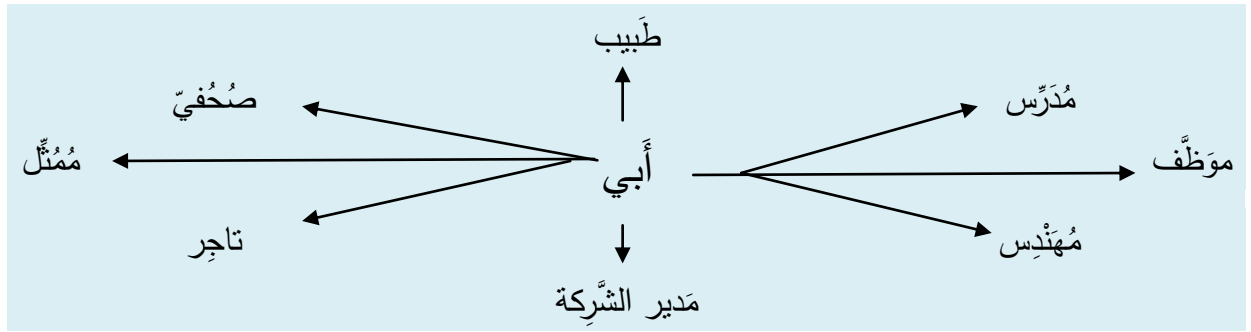 طَبيب
مُدَرِّس
صُحُفيّ
موَظَّف
أَبي
مُمُثِّل
مُهَنْدِس
تاجِر
مَدير الشَّرِكة